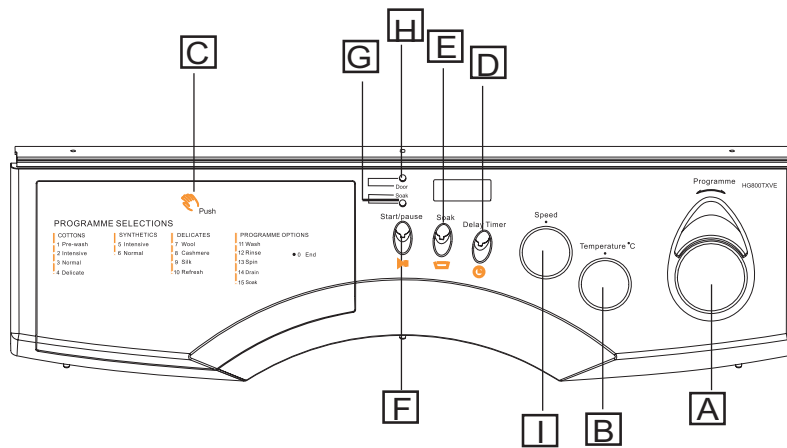 H
E
C
G
D
Programme
HG800TXVE
Door
Soak
Push
Start/pause
Soak
Delay Timer
Speed
Temperature °C
PROGRAMME SELECTIONS
COTTONS
1 Pre-wash
2 Intensive
3 Normal
4 Delicate
SYNTHETICS
5 Intensive
6 Normal
DELICATES
7 Wool
8 Cashmere
9 Silk
10 Refresh
PROGRAMME OPTIONS
11 Wash
12 Rinse
13 Spin
14 Drain
15 Soak
0 End
F
I
B
A